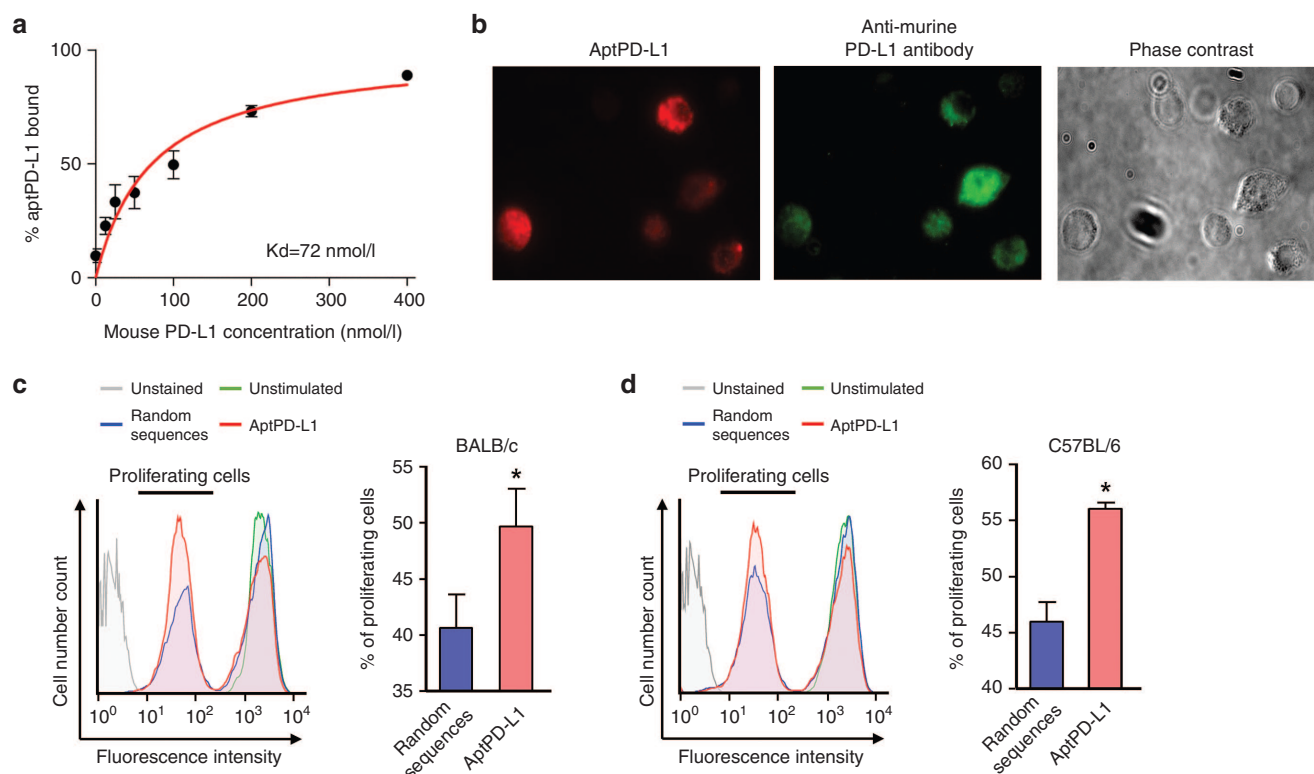 a
100
50
0
% aptPD-L1 bound
Kd=72 nmol/l
0 100 200 300 400
Mouse PD-L1 concentration (nmol/l)
b
AptPD-L1
Anti-murine
PD-L1 antibody
Phase contrast
c
Unstained
Unstimulated
Random
sequences
AptPD-L1
Proliferating cells
Cell number count
10⁰ 10¹ 10² 10³ 10⁴
Fluorescence intensity
BALB/c
55
50
45
40
35
% of proliferating cells
*
Random
sequences
AptPD-L1
d
Unstained
Unstimulated
Random
sequences
AptPD-L1
Proliferating cells
Cell number count
10⁰ 10¹ 10² 10³ 10⁴
Fluorescence intensity
C57BL/6
60
55
50
45
40
% of proliferating cells
*
Random
sequences
AptPD-L1